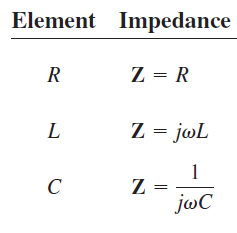 Element Impedance
R Z = R
L Z = jωL
C Z = 1/jωC